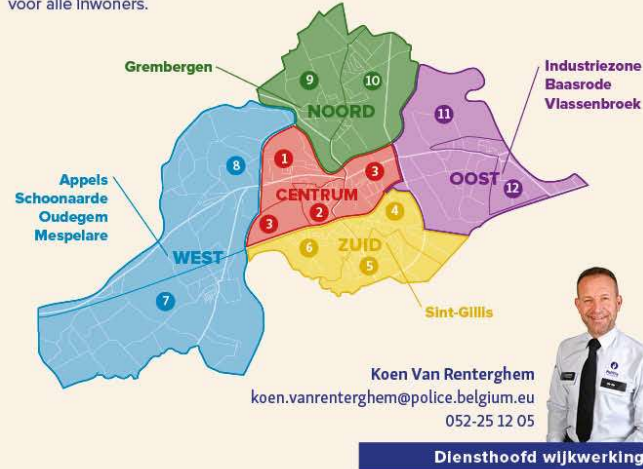 voor alle inwoners.
Grembergen
9
10
NOORD
Industriezone
Baasrode
Vlassenbroek
11
8
1
3
Appels
Schoonaarde
Oudegem
Mespelare
CENTRUM
OOST
12
3
2
4
WEST
6
ZUID
5
7
Sint-Gillis
Koen Van Renterghem
koen.vanrenterghem@police.belgium.eu
052-25 12 05
Diensthoofd wijkwerking